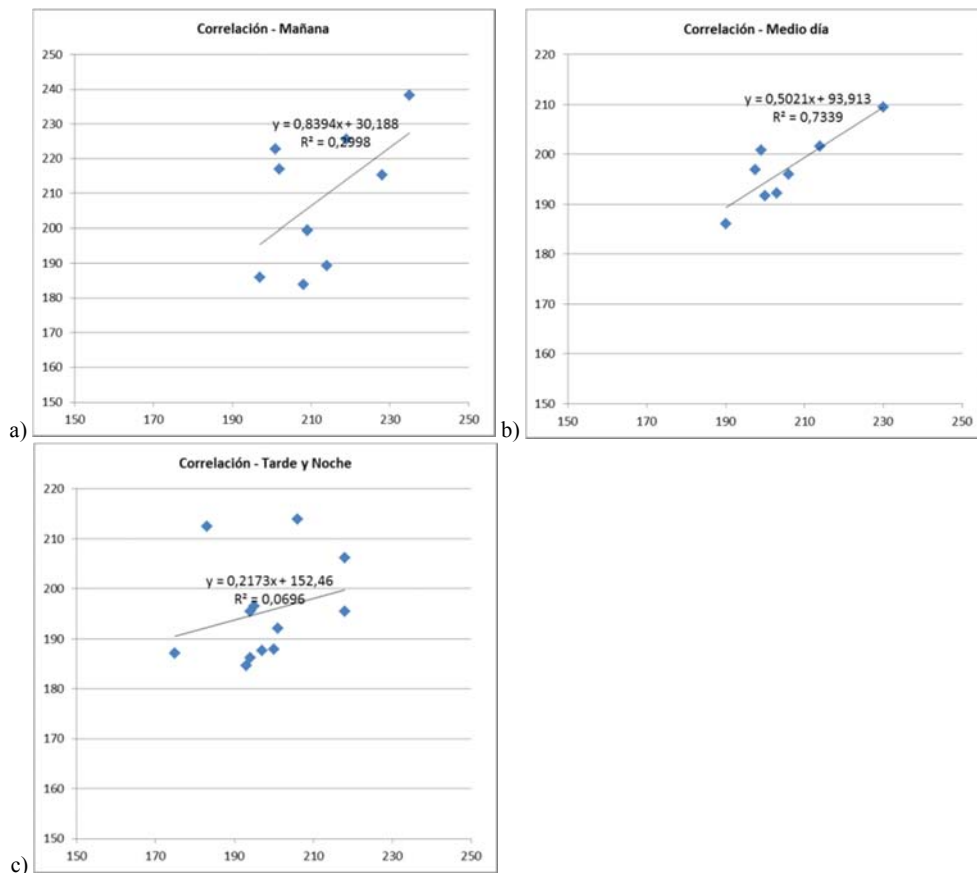 Correlación - Mañana
250
240
230
220
210
200
190
180
170
160
150
150 170 190 210 230 250
y = 0,8394x + 30,188
R² = 0,2998
a)
Correlación - Medio día
220
210
200
190
180
170
160
150
150 170 190 210 230 250
y = 0,5021x + 93,913
R² = 0,7339
b)
Correlación - Tarde y Noche
220
210
200
190
180
170
160
150
150 170 190 210 230 250
y = 0,2173x + 152,46
R² = 0,0696
c)